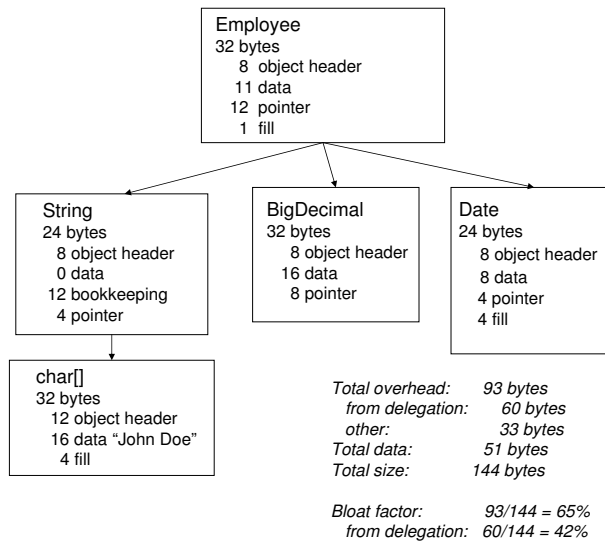 Employee
32 bytes
8 object header
11 data
12 pointer
1 fill
String
24 bytes
8 object header
0 data
12 bookkeeping
4 pointer
BigDecimal
32 bytes
8 object header
16 data
8 pointer
Date
24 bytes
8 object header
8 data
4 pointer
4 fill
char[]
32 bytes
12 object header
16 data “John Doe”
4 fill
Total overhead: 93 bytes
from delegation: 60 bytes
other: 33 bytes
Total data: 51 bytes
Total size: 144 bytes
Bloat factor: 93/144 = 65%
from delegation: 60/144 = 42%